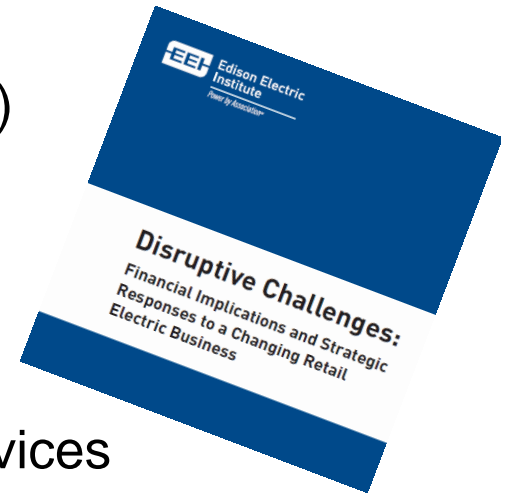 )
EEI Edison Electric
Institute
Power by Association
Disruptive Challenges:
Financial Implications and Strategic
Responses to a Changing Retail
Electric Business
vices